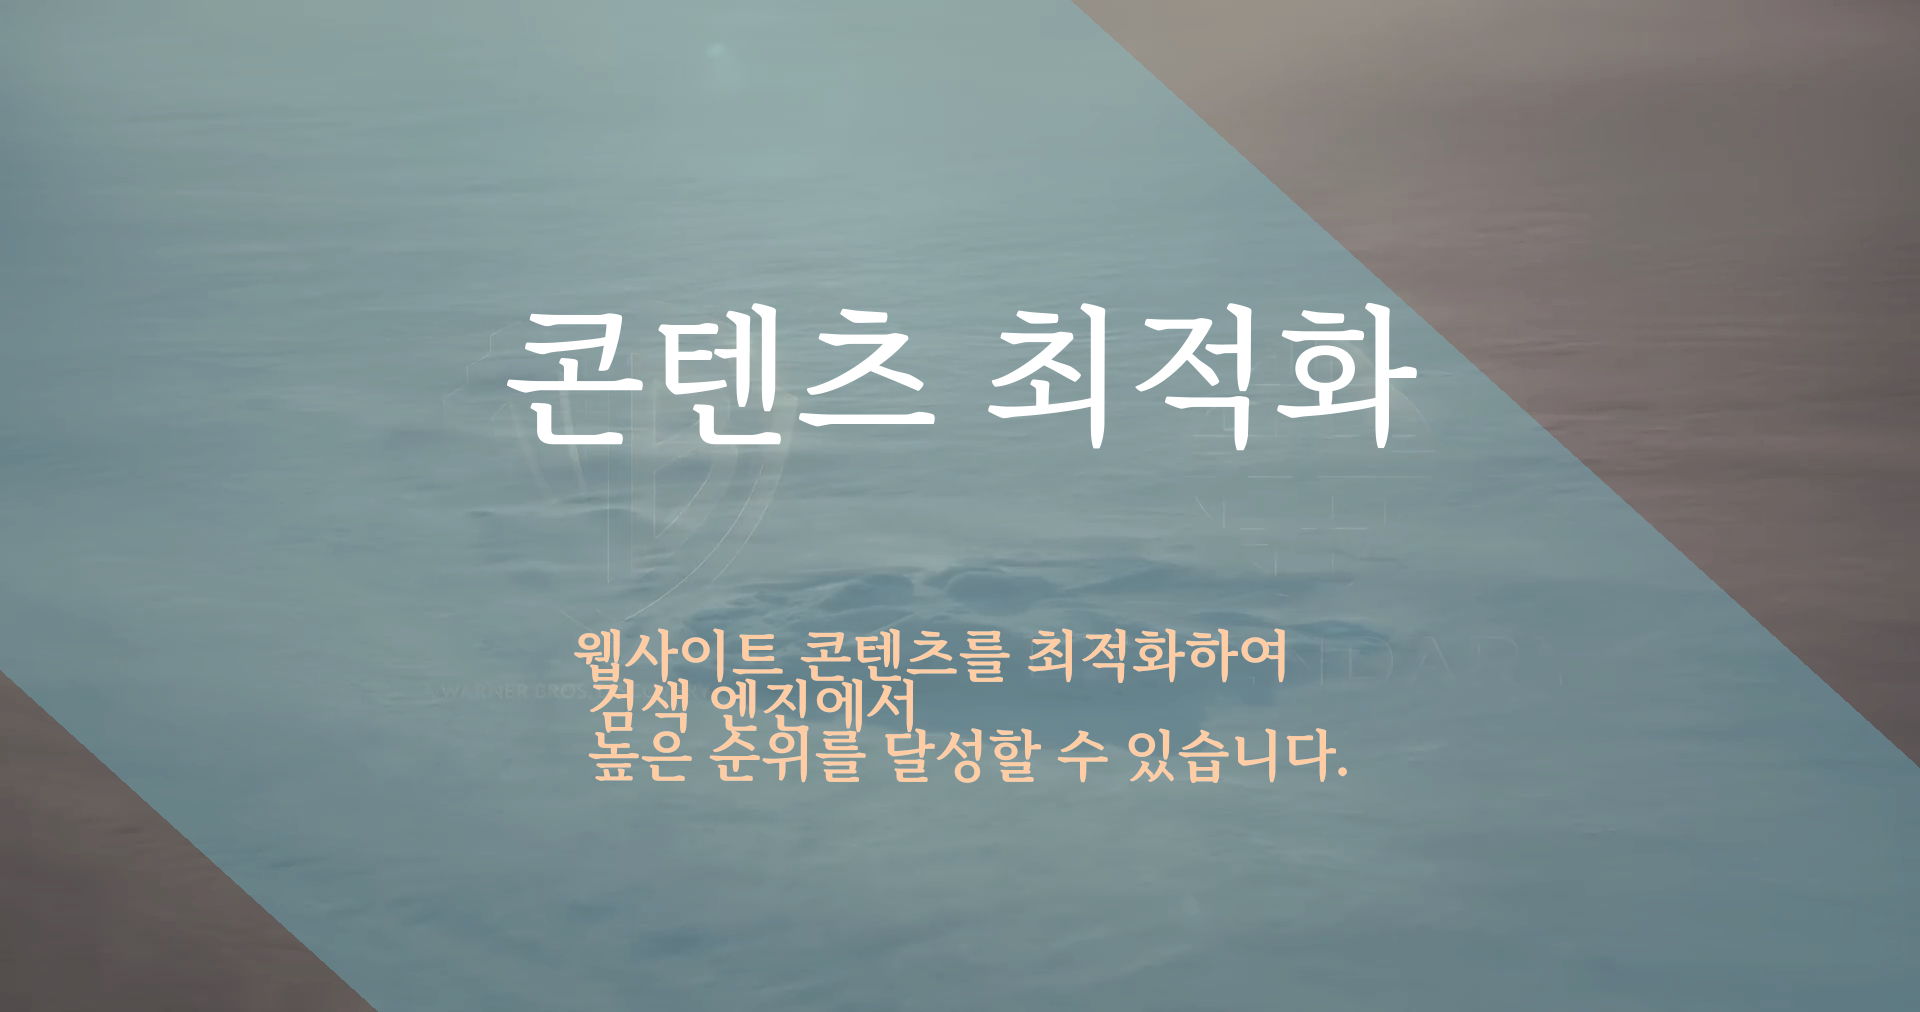 콘텐츠 최적화
웹사이트 콘텐츠를 최적화하여
검색 엔진에서
높은 순위를 달성할 수 있습니다.
WARNER BROS.